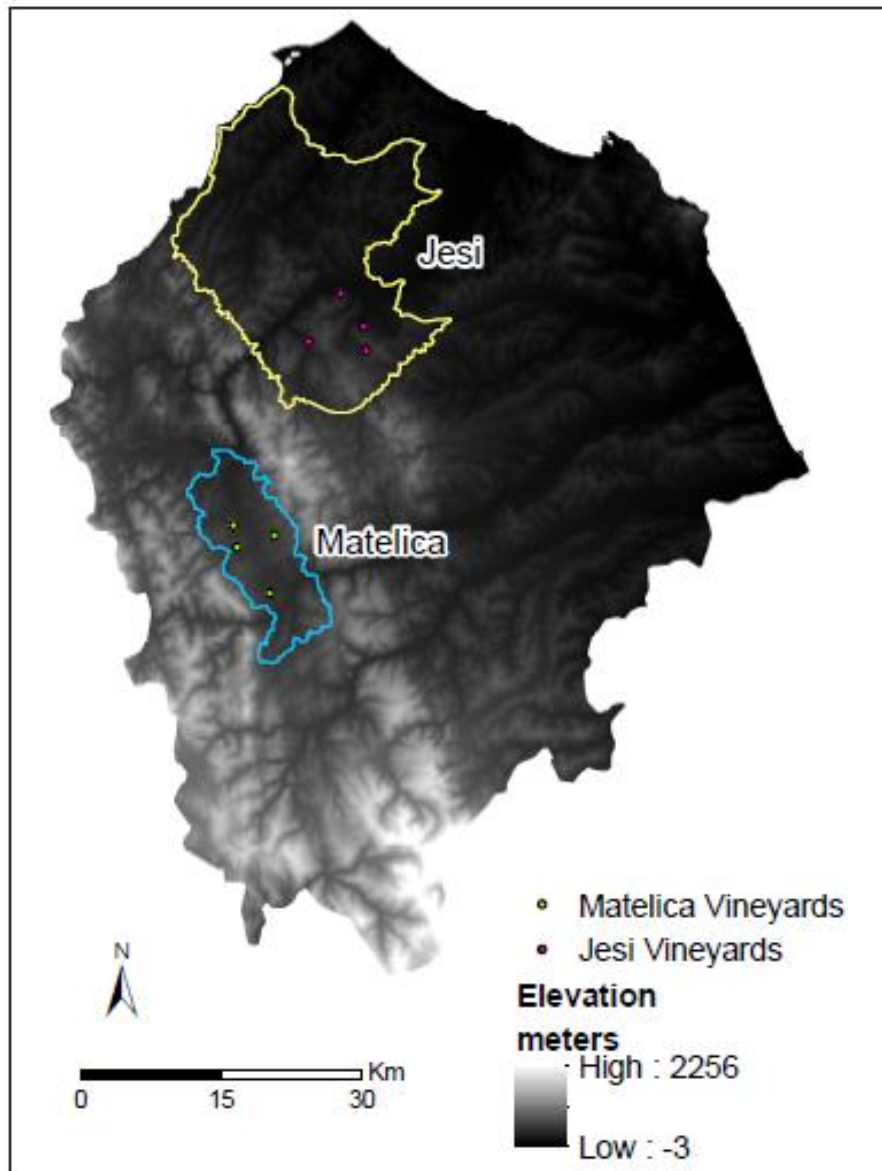 Jesi
Matelica
Matelica Vineyards
Jesi Vineyards
N
Elevation
meters
High : 2256
Low : -3
Km
0 15 30